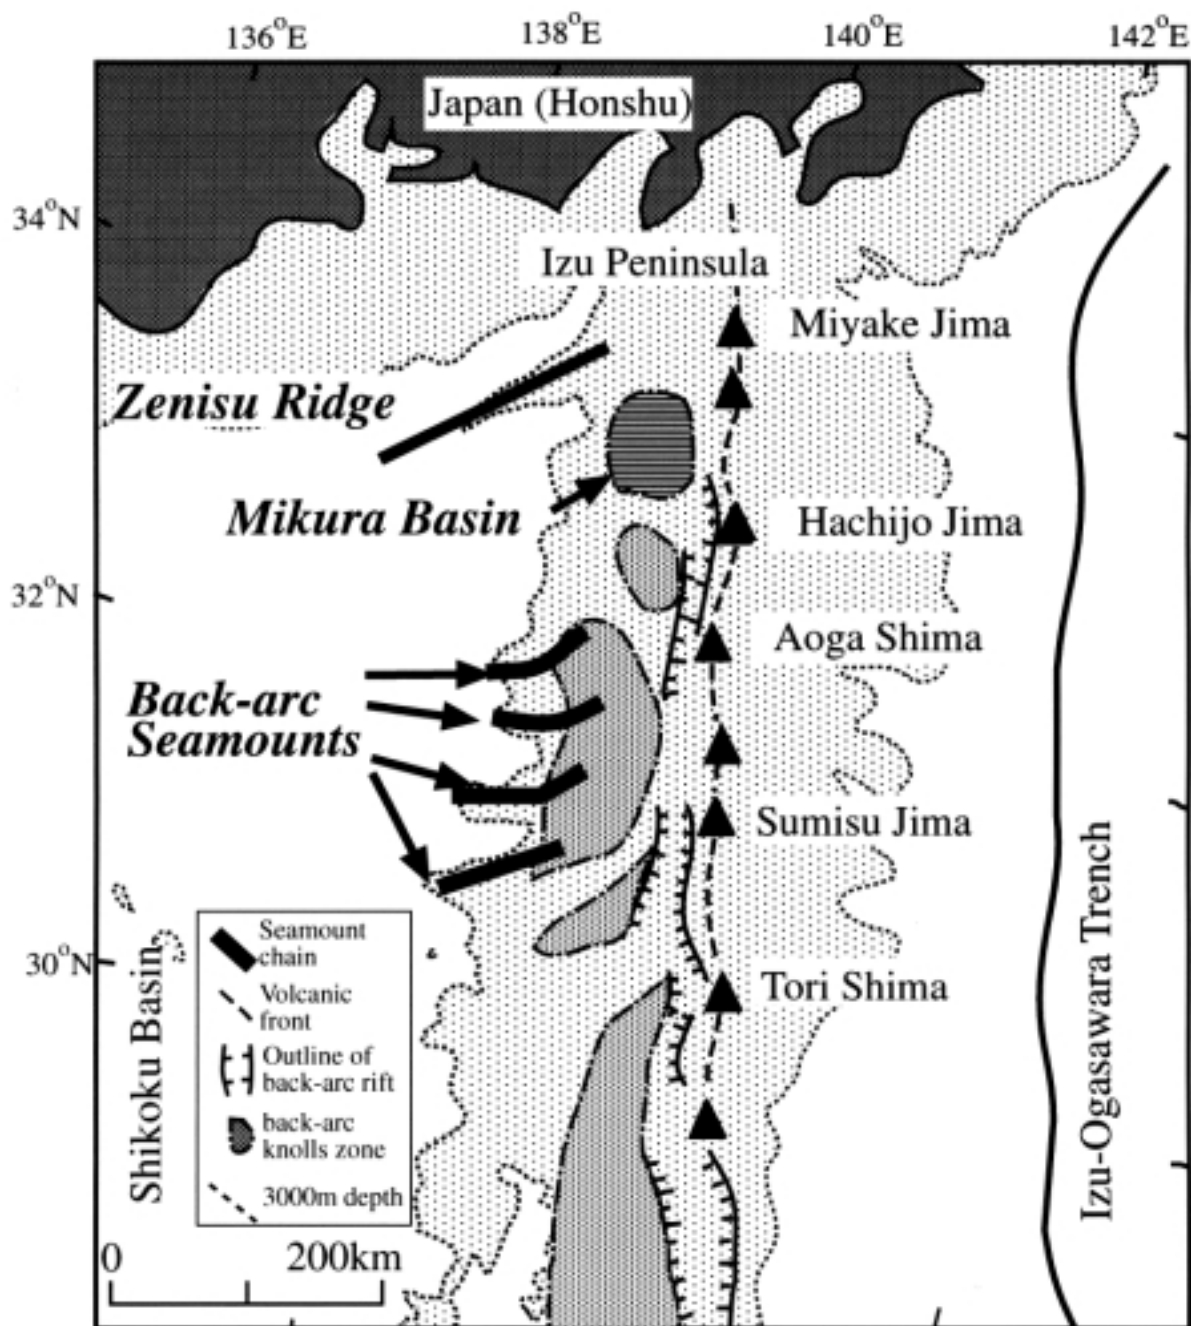 136°E 138°E 140°E 142°E
Japan (Honshu)
34°N
Izu Peninsula
Miyake Jima
Zenisu Ridge
Mikura Basin
Hachijo Jima
32°N
Aoga Shima
Back-arc
Seamounts
Sumisu Jima
Izu-Ogasawara Trench
30°N
Tori Shima
Shikoku Basin
Seamount
chain
Volcanic
front
Outline of
back-arc rift
back-arc
knolls zone
3000m depth
0 200km